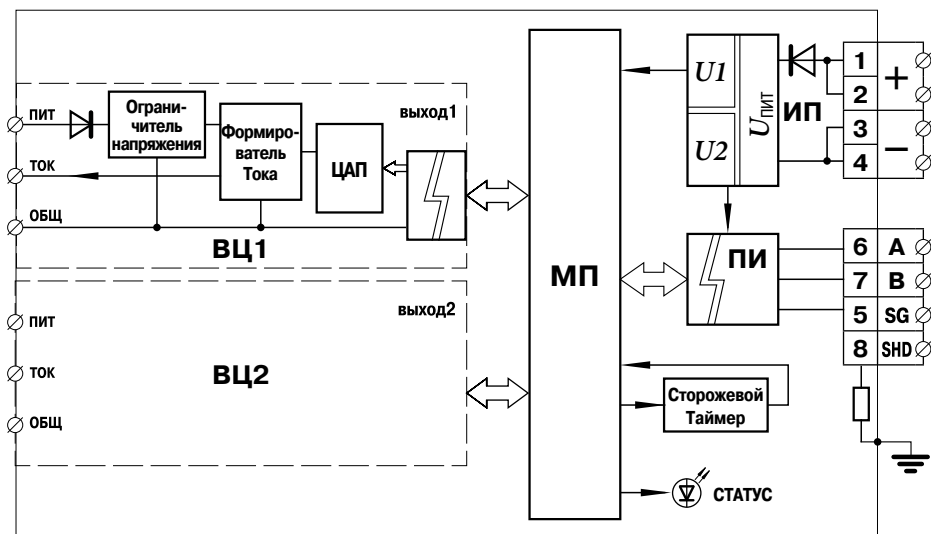 ПИТ
Ограни-
читель
напряжения
Формиро-
ватель
Тока
ЦАП
выход1
ТОК
ОБЩ
ВЦ1
ПИТ
выход2
ТОК
ВЦ2
ОБЩ
МП
U1
U2
UПИТ
ИП
1
2
+
3
4
−
ПИ
6 A
7 B
5 SG
8 SHD
Сторожевой
Таймер
СТАТУС